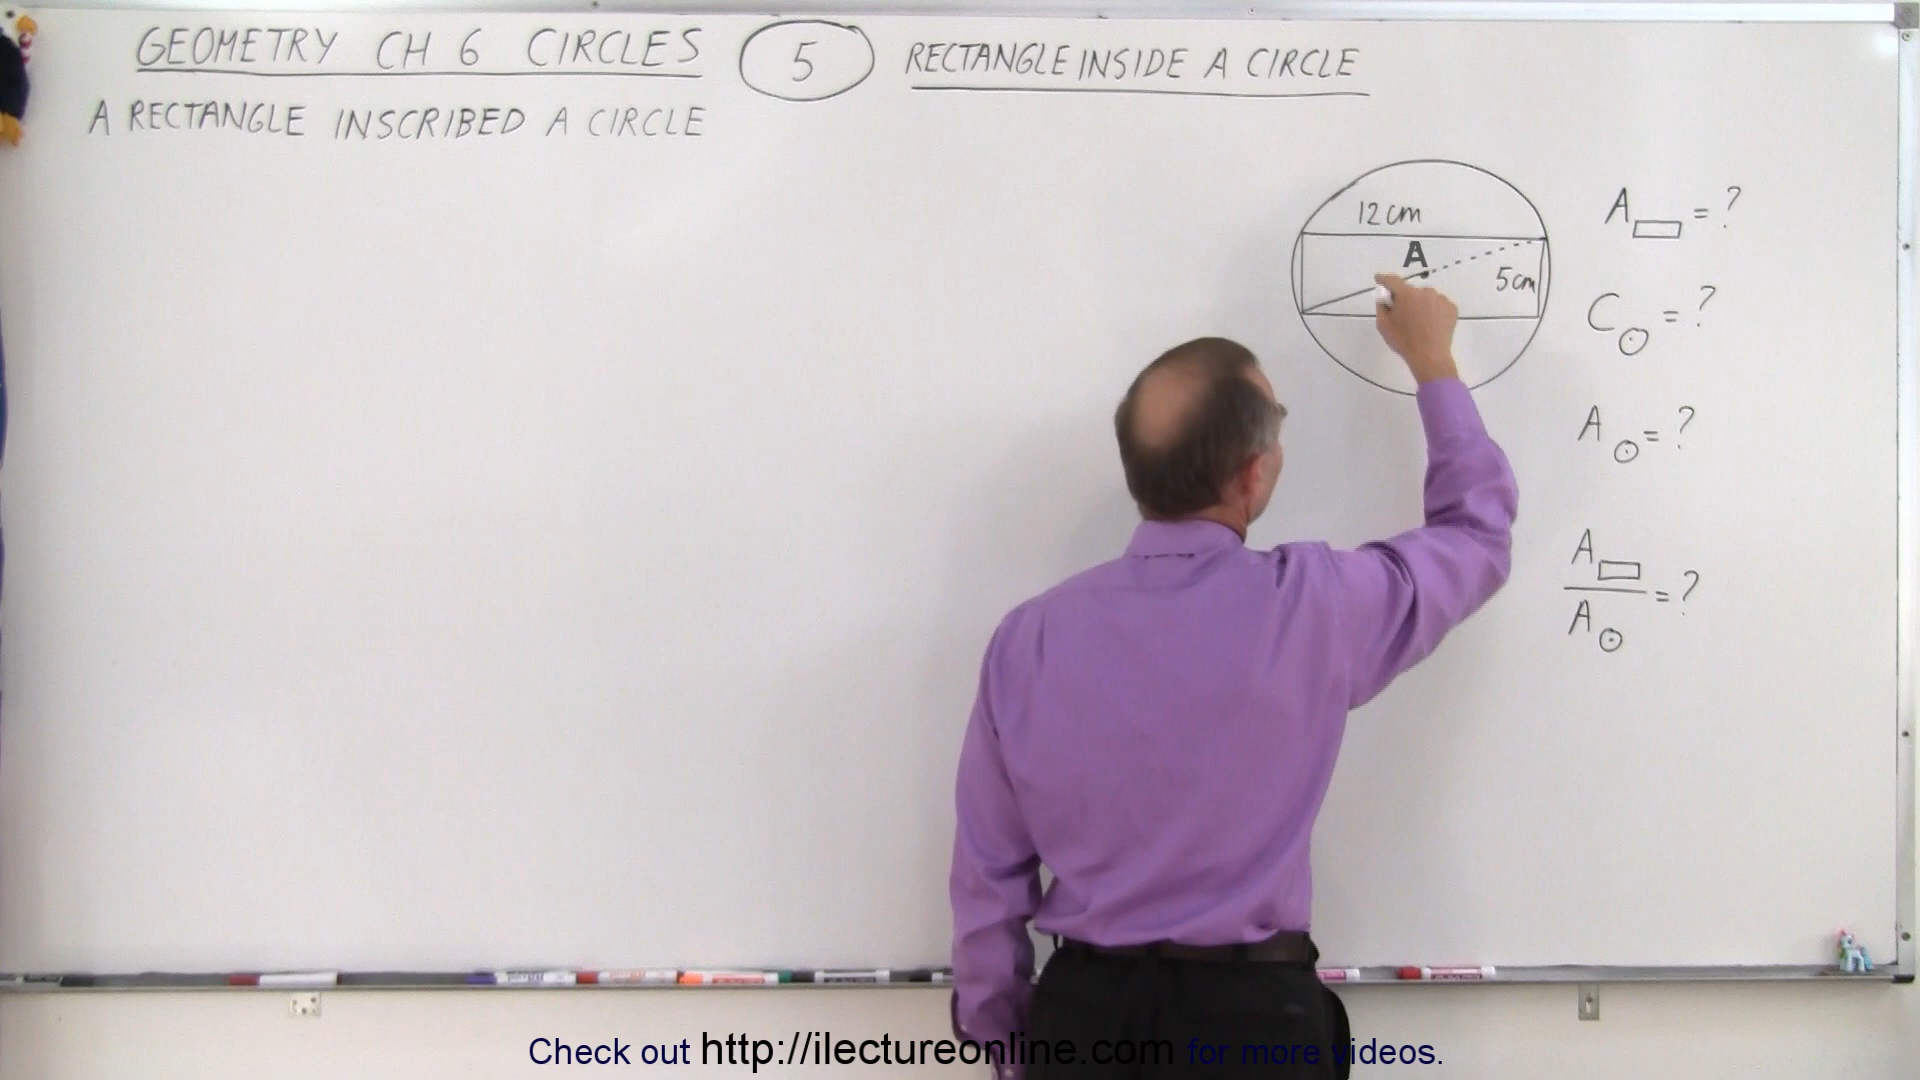 GEOMETRY CH 6 CIRCLES 5 RECTANGLE INSIDE A CIRCLE
A RECTANGLE INSCRIBED A CIRCLE
12 cm
A
5 cm
A = ?
C = ?
A = ?
A
= ?
A
Check out http://ilectureonline.com for more videos.